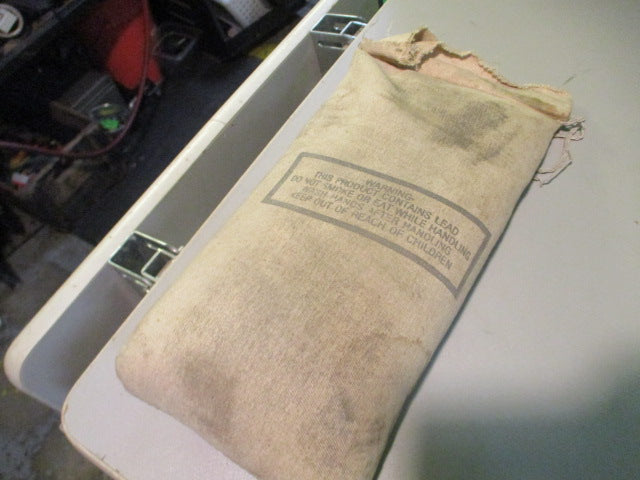 WARNING-
THIS PRODUCT CONTAINS LEAD
DO NOT SMOKE OR EAT WHILE HANDLING
WASH HANDS AFTER HANDLING
KEEP OUT OF REACH OF CHILDREN